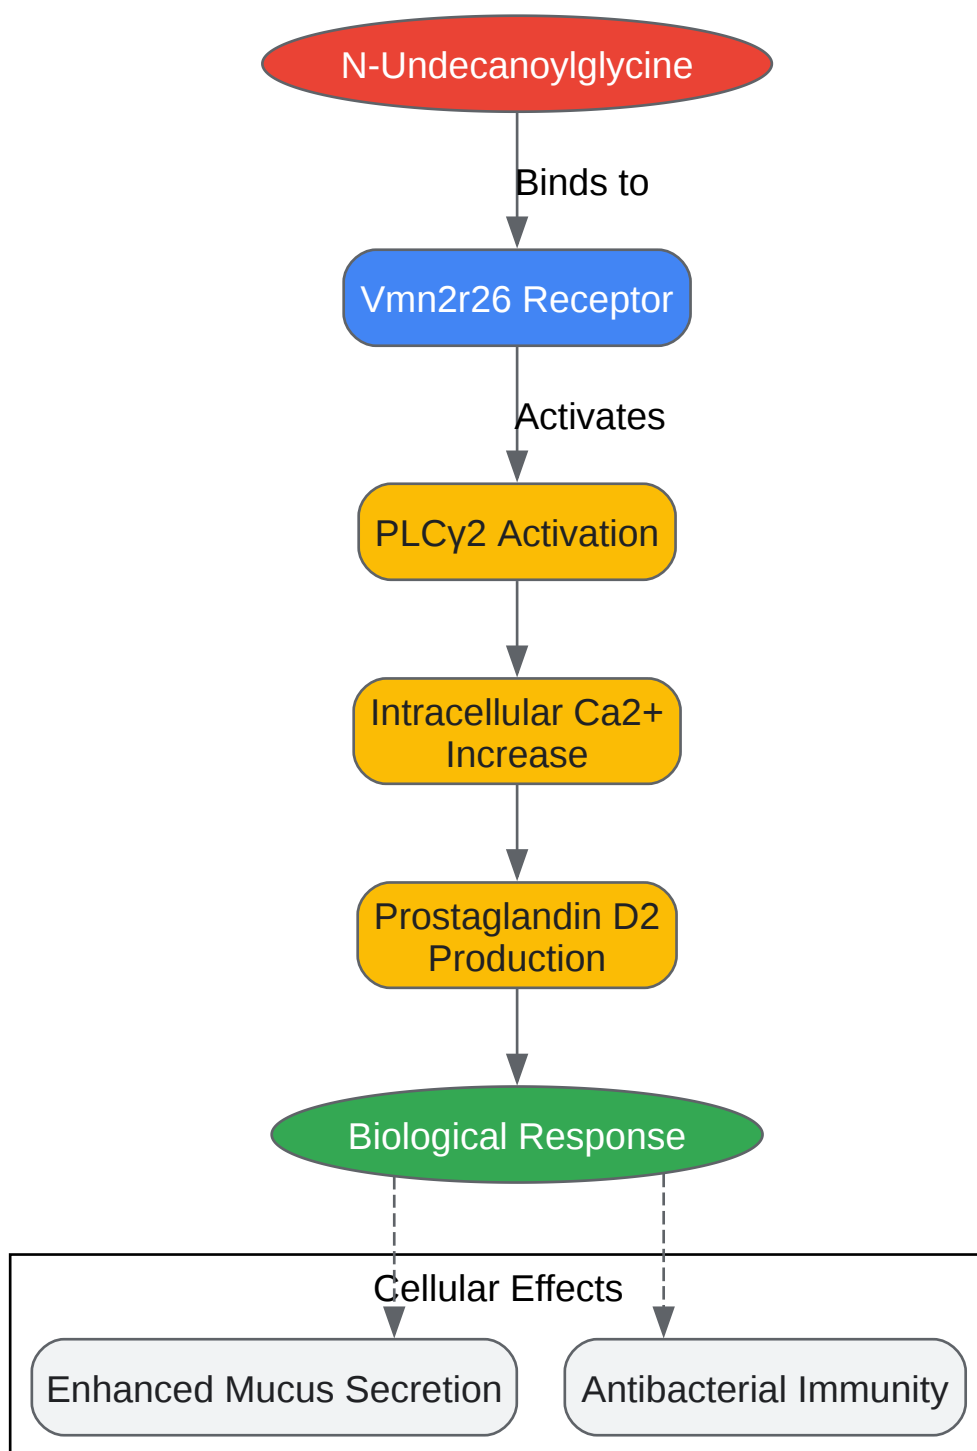 N-Undecanoylglycine
Binds to
Vmn2r26 Receptor
Activates
PLCγ2 Activation
Intracellular Ca2+
Increase
Prostaglandin D2
Production
Biological Response
Cellular Effects
Enhanced Mucus Secretion
Antibacterial Immunity